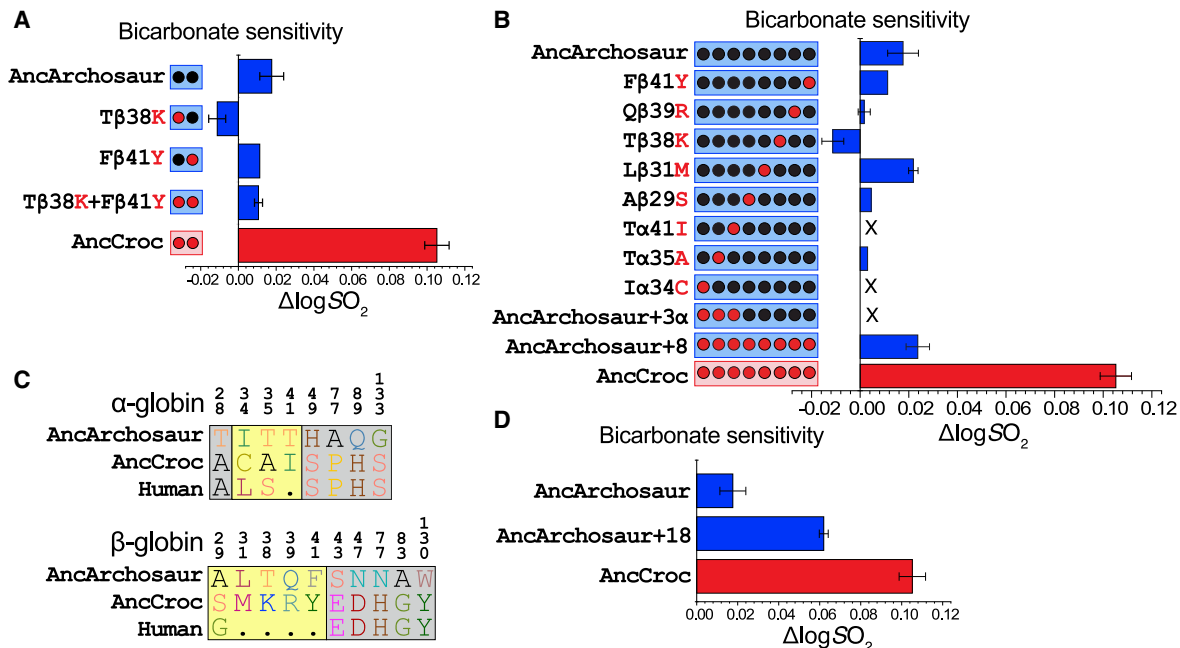 A
Bicarbonate sensitivity
AncArchosaur
Tβ38K
Fβ41Y
Tβ38K+Fβ41Y
AncCroc
-0.02 0.00 0.02 0.04 0.06 0.08 0.10 0.12
ΔlogSO2
B
Bicarbonate sensitivity
AncArchosaur
Fβ41Y
Qβ39R
Tβ38K
Lβ31M
Aβ29S
Tα41I X
Tα35A
Iα34C X
AncArchosaur+3α X
AncArchosaur+8
AncCroc
-0.02 0.00 0.02 0.04 0.06 0.08 0.10 0.12
ΔlogSO2
C
α-globin 28 34 35 41 49 77 89 133
AncArchosaur T I T T H A Q G
AncCroc A C A I S P H S
Human A L S . S P H S
β-globin 29 31 38 39 41 43 47 77 83 130
AncArchosaur A L T Q F S N N A W
AncCroc S M K R Y E D H G Y
Human G . . . . E D H G Y
D
Bicarbonate sensitivity
AncArchosaur
AncArchosaur+18
AncCroc
0.00 0.02 0.04 0.06 0.08 0.10 0.12
ΔlogSO2